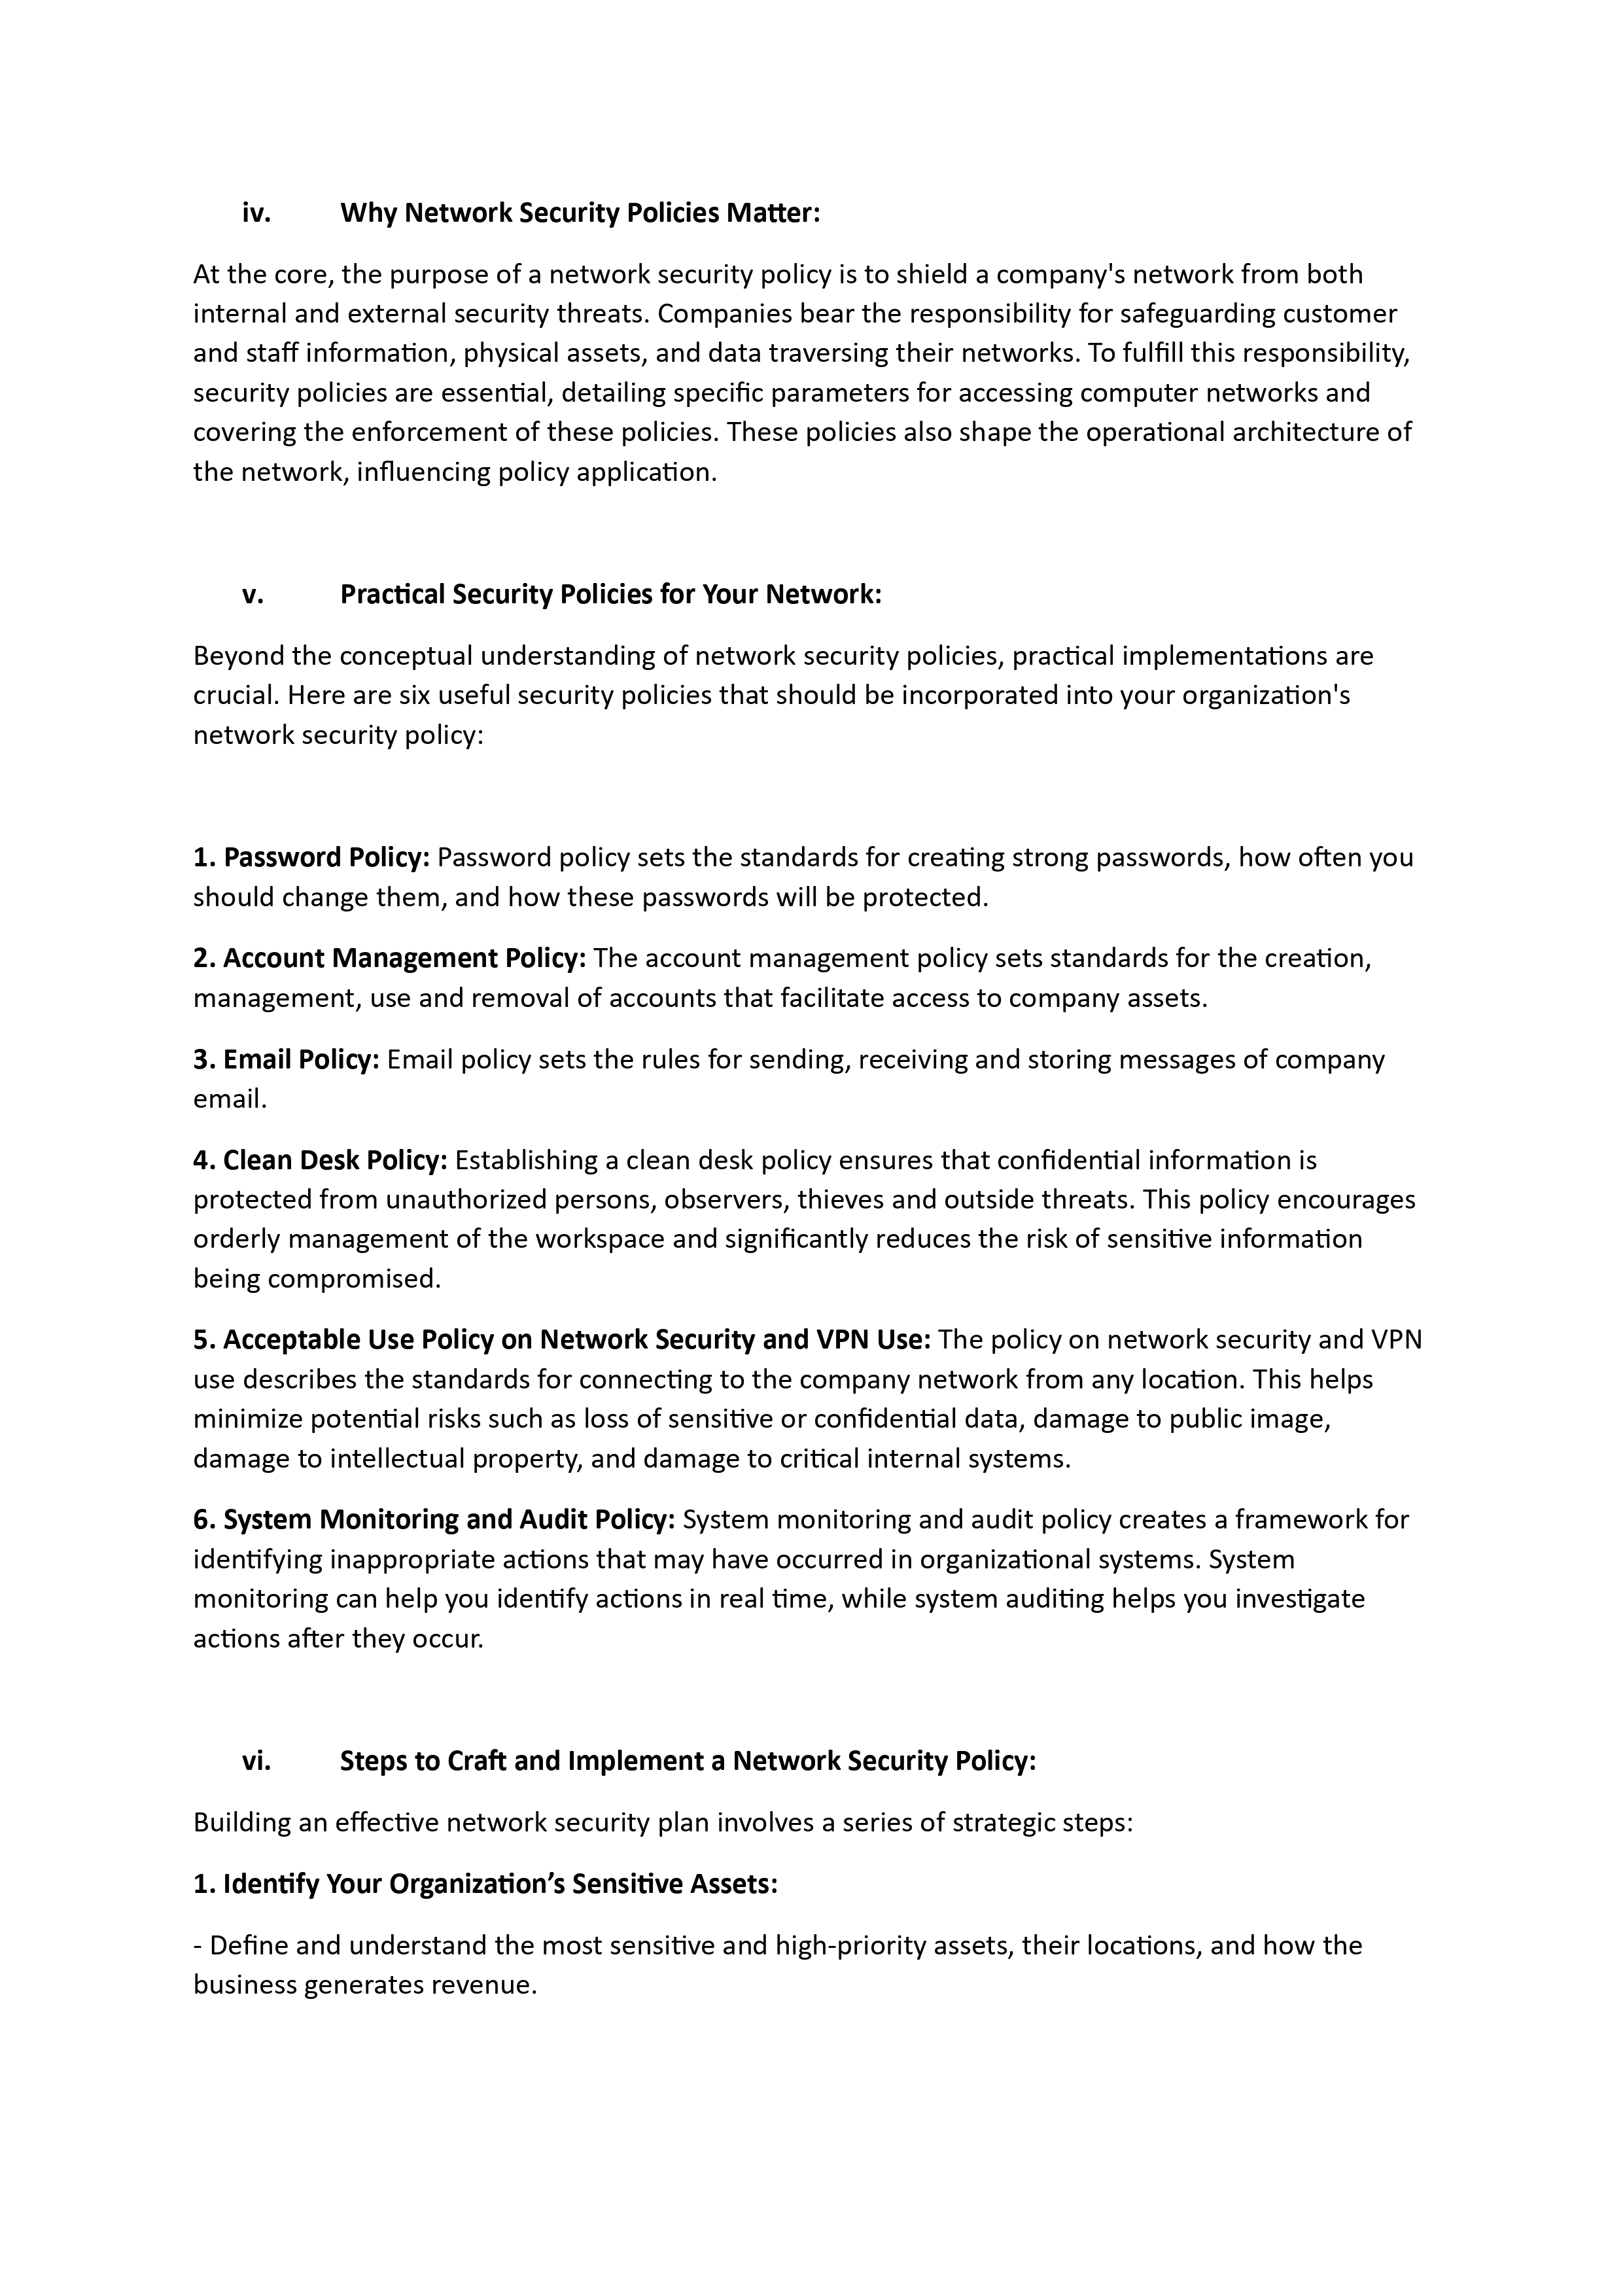 iv. Why Network Security Policies Matter:
At the core, the purpose of a network security policy is to shield a company's network from both
internal and external security threats. Companies bear the responsibility for safeguarding customer
and staff information, physical assets, and data traversing their networks. To fulfill this responsibility,
security policies are essential, detailing specific parameters for accessing computer networks and
covering the enforcement of these policies. These policies also shape the operational architecture of
the network, influencing policy application.
v. Practical Security Policies for Your Network:
Beyond the conceptual understanding of network security policies, practical implementations are
crucial. Here are six useful security policies that should be incorporated into your organization's
network security policy:
1. Password Policy: Password policy sets the standards for creating strong passwords, how often you
should change them, and how these passwords will be protected.
2. Account Management Policy: The account management policy sets standards for the creation,
management, use and removal of accounts that facilitate access to company assets.
3. Email Policy: Email policy sets the rules for sending, receiving and storing messages of company
email.
4. Clean Desk Policy: Establishing a clean desk policy ensures that confidential information is
protected from unauthorized persons, observers, thieves and outside threats. This policy encourages
orderly management of the workspace and significantly reduces the risk of sensitive information
being compromised.
5. Acceptable Use Policy on Network Security and VPN Use: The policy on network security and VPN
use describes the standards for connecting to the company network from any location. This helps
minimize potential risks such as loss of sensitive or confidential data, damage to public image,
damage to intellectual property, and damage to critical internal systems.
6. System Monitoring and Audit Policy: System monitoring and audit policy creates a framework for
identifying inappropriate actions that may have occurred in organizational systems. System
monitoring can help you identify actions in real time, while system auditing helps you investigate
actions after they occur.
vi. Steps to Craft and Implement a Network Security Policy:
Building an effective network security plan involves a series of strategic steps:
1. Identify Your Organization’s Sensitive Assets:
- Define and understand the most sensitive and high-priority assets, their locations, and how the
business generates revenue.